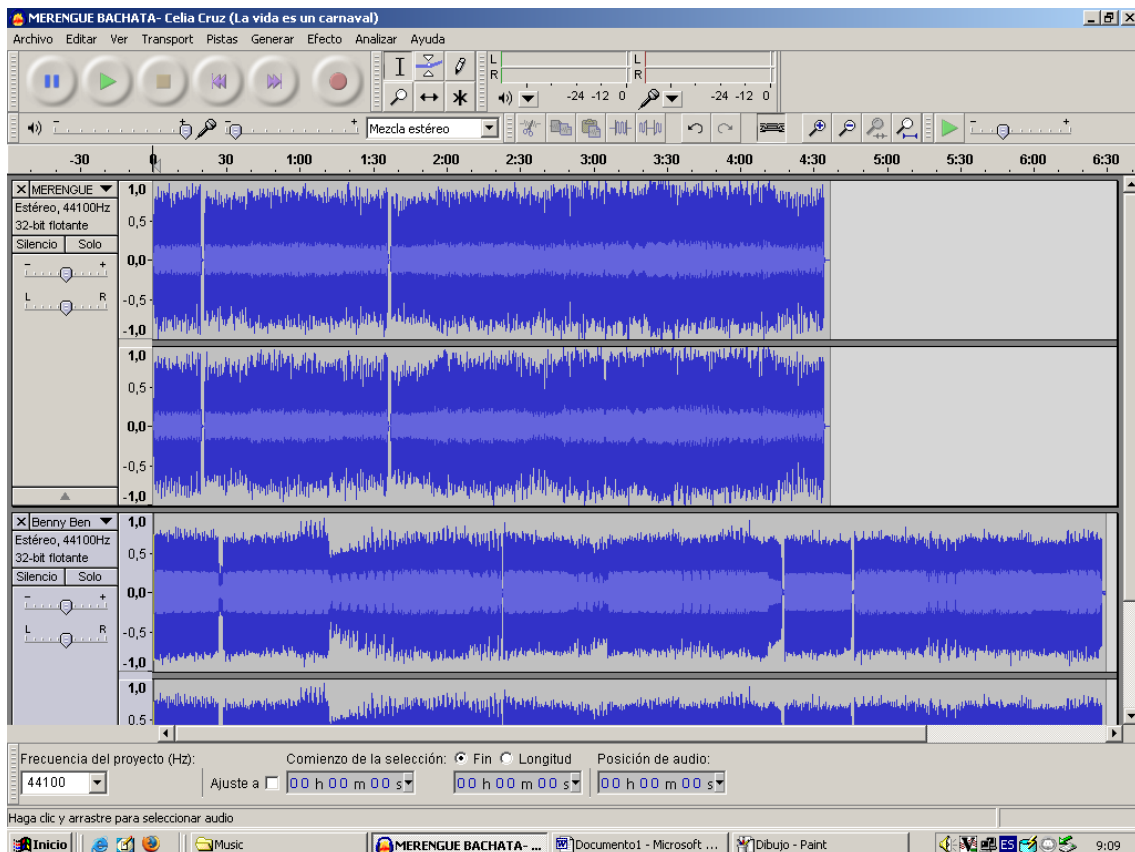 MERENGUE BACHATA- Celia Cruz (La vida es un carnaval)
Archivo Editar Ver Transport Pistas Generar Efecto Analizar Ayuda
L
R
-24 -12 0
L
R
-24 -12 0
- + - + Mezcla estéreo - +
-30 0 30 1:00 1:30 2:00 2:30 3:00 3:30 4:00 4:30 5:00 5:30 6:00 6:30
X MERENGUE
Estéreo, 44100Hz
32-bit flotante
Silencio Solo
- +
L R
1,0
0,5
0,0
-0,5
-1,0
1,0
0,5
0,0
-0,5
-1,0
X Benny Ben
Estéreo, 44100Hz
32-bit flotante
Silencio Solo
- +
L R
1,0
0,5
0,0
-0,5
-1,0
1,0
0,5
Frecuencia del proyecto (Hz): Comienzo de la selección: Fin Longitud Posición de audio:
44100 Ajuste a 00 h 00 m 00 s 00 h 00 m 00 s 00 h 00 m 00 s
Haga clic y arrastre para seleccionar audio
Inicio Music MERENGUE BACHATA- ... Documento1 - Microsoft ... Dibujo - Paint ES 9:09